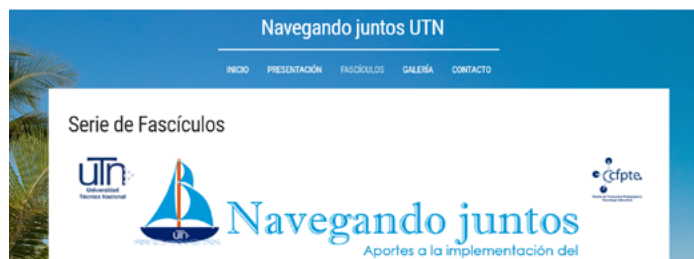 Navegando juntos UTN
INICIO PRESENTACIÓN FASCÍCULOS GALERÍA CONTACTO
Serie de Fascículos
UTN
Universidad
Técnica Nacional
cfpte.
UTN
Navegando juntos
Aportes a la implementación del